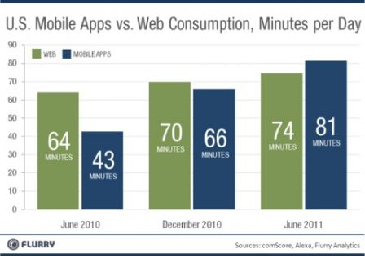 U.S. Mobile Apps vs. Web Consumption, Minutes per Day
90
WEB MOBILE APPS
80
70
60
50
40
30
20
10
0
64
MINUTES
43
MINUTES
70
MINUTES
66
MINUTES
74
MINUTES
81
MINUTES
June 2010 December 2010 June 2011
FLURRY
Sources: comScore, Alexa, Flurry Analytics